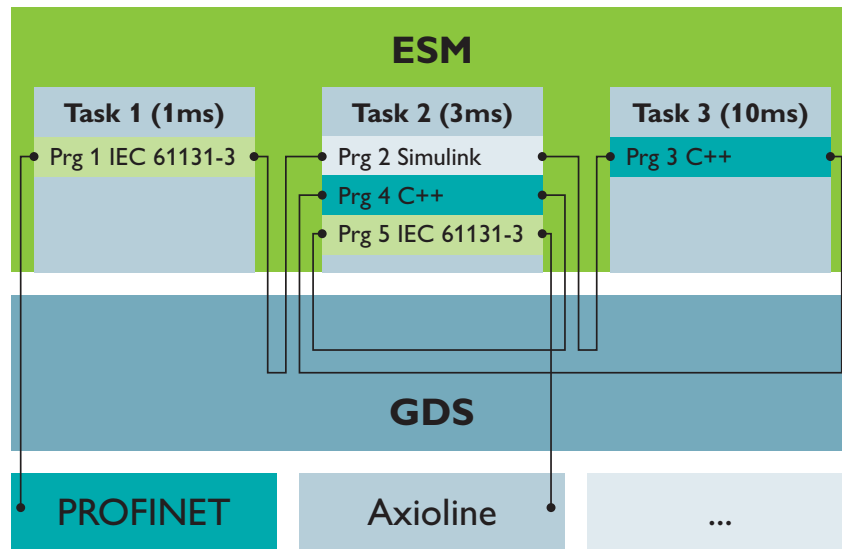 ESM
Task 1 (1ms)
Prg 1 IEC 61131-3
Task 2 (3ms)
Prg 2 Simulink
Prg 4 C++
Prg 5 IEC 61131-3
Task 3 (10ms)
Prg 3 C++
GDS
PROFINET
Axioline
...